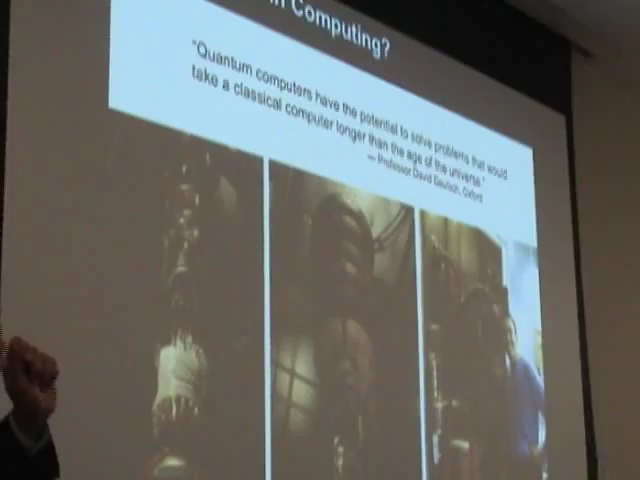 Computing?
"Quantum computers have the potential to solve problems that would
take a classical computer longer than the age of the universe."
— Professor David Deutsch, Oxford